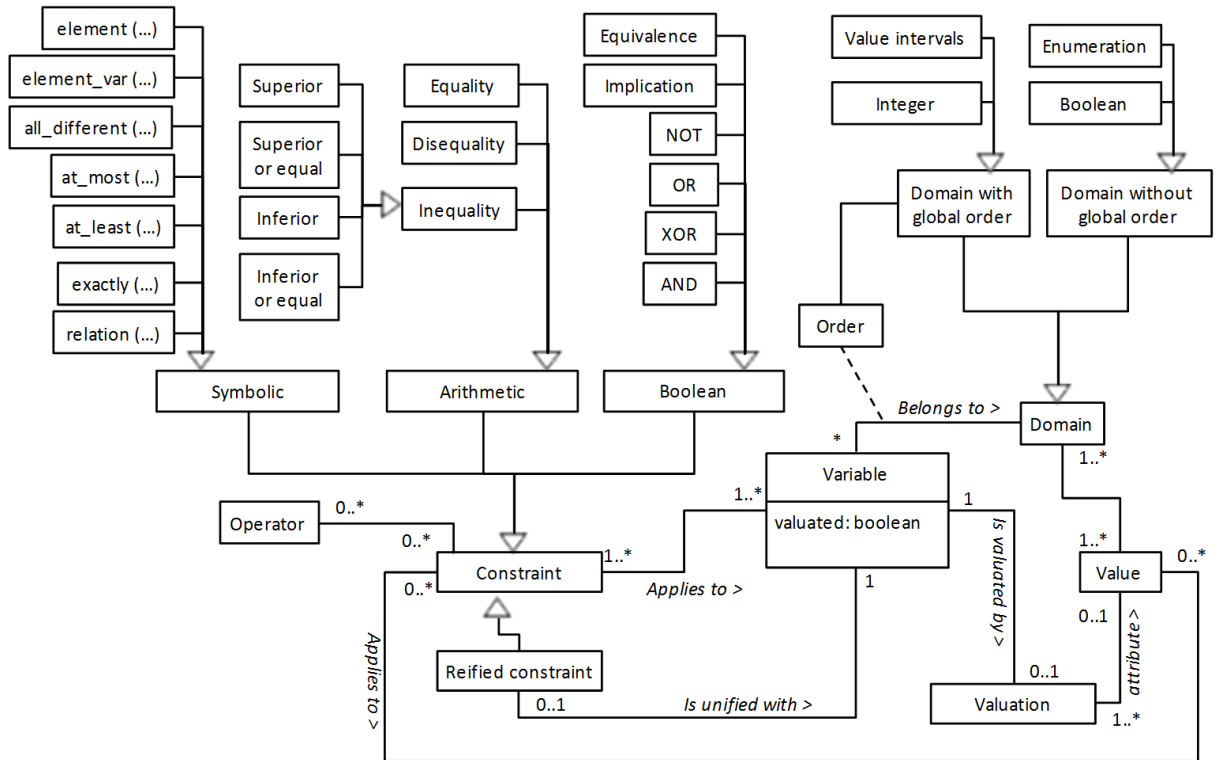 element (...)
element_var (...)
all_different (...)
at_most (...)
at_least (...)
exactly (...)
relation (...)
Superior
Superior
or equal
Inferior
Inferior
or equal
Equality
Disequality
Inequality
Equivalence
Implication
NOT
OR
XOR
AND
Value intervals
Integer
Enumeration
Boolean
Domain with
global order
Domain without
global order
Order
Symbolic
Arithmetic
Boolean
Belongs to >
Domain
*
1..*
Variable
valuated: boolean
1..*
1
1
Operator
0..*
0..*
0..*
Constraint
1..*
Applies to >
Is valuated by >
1..*
0..*
Value
0..1
attribute >
Applies to >
Reified constraint
0..1
Is unified with >
0..1
Valuation
1..*